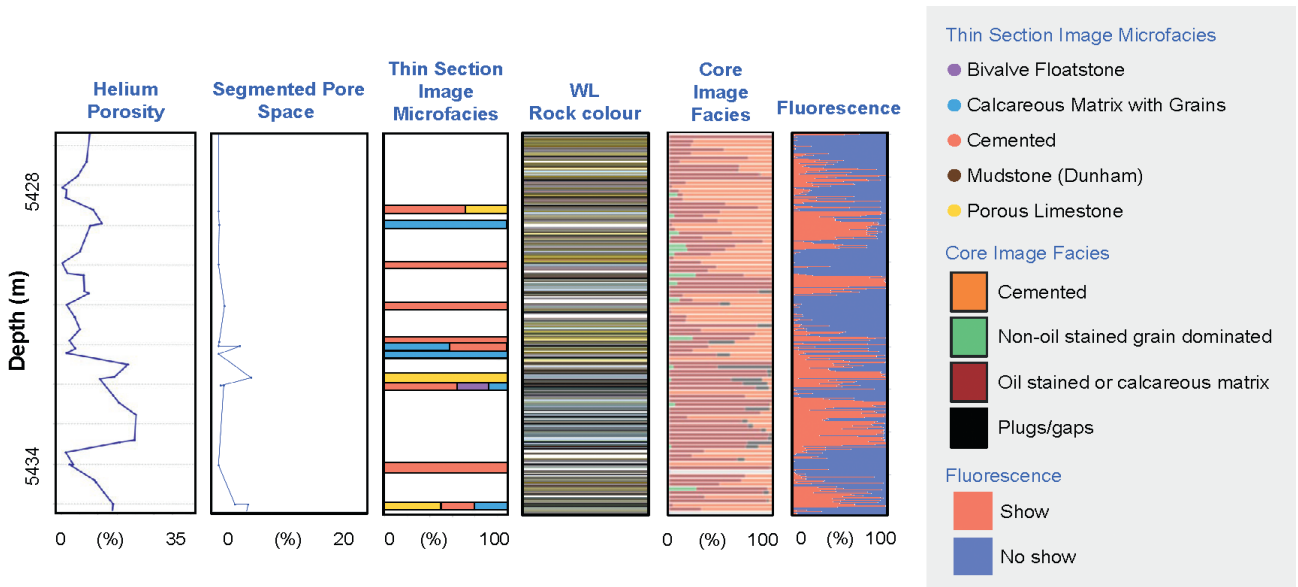 Helium
Porosity
Segmented Pore
Space
Thin Section
Image
Microfacies
WL
Rock colour
Core
Image
Facies
Fluorescence
Depth (m)
5428
5434
0 (%) 35
0 (%) 20
0 (%) 100
0 (%) 100
0 (%) 100
Thin Section Image Microfacies
Bivalve Floatstone
Calcareous Matrix with Grains
Cemented
Mudstone (Dunham)
Porous Limestone
Core Image Facies
Cemented
Non-oil stained grain dominated
Oil stained or calcareous matrix
Plugs/gaps
Fluorescence
Show
No show